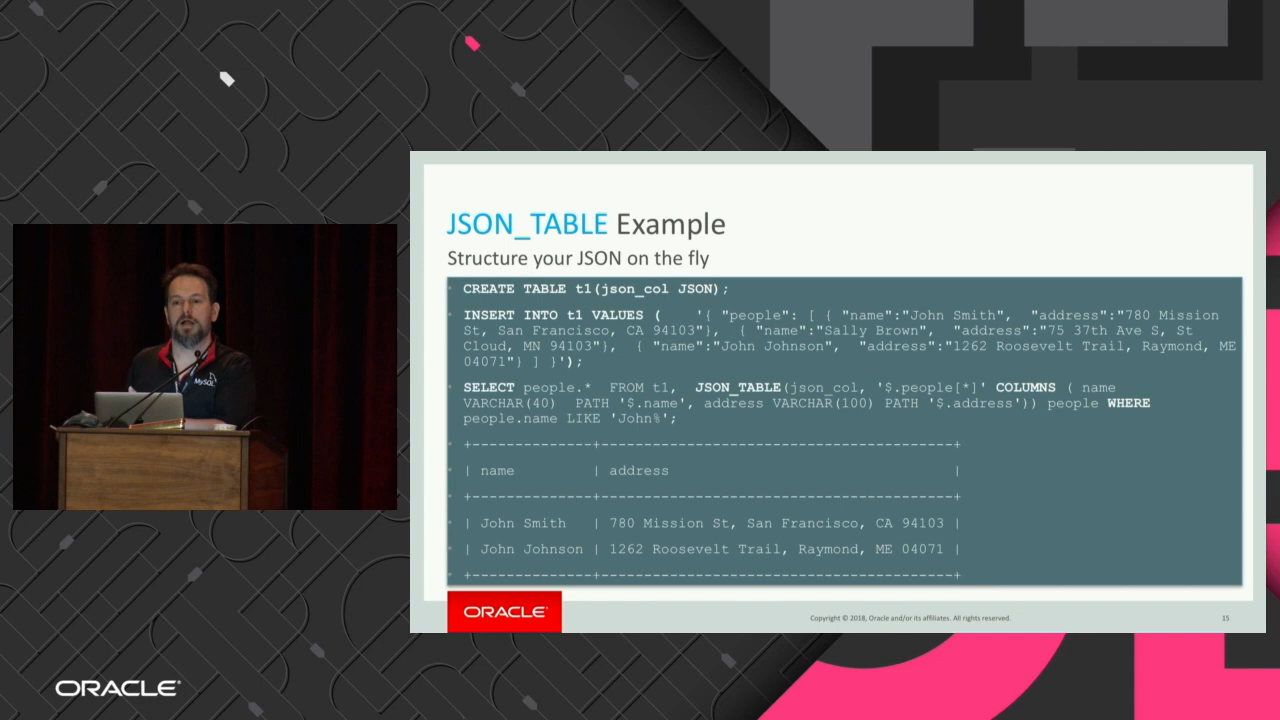 JSON_TABLE Example
Structure your JSON on the fly
CREATE TABLE t1(json_col JSON);
INSERT INTO t1 VALUES (    '{ "people": [ { "name":"John Smith",  "address":"780 Mission
St, San Francisco, CA 94103"},  { "name":"Sally Brown",  "address":"75 37th Ave S, St
Cloud, MN 94103"},  { "name":"John Johnson",  "address":"1262 Roosevelt Trail, Raymond, ME
04071"} ] }');
SELECT people.*  FROM t1,  JSON_TABLE(json_col, '$.people[*]' COLUMNS ( name
VARCHAR(40)  PATH '$.name', address VARCHAR(100) PATH '$.address')) people WHERE
people.name LIKE 'John%';
+--------------+-----------------------------------------+
| name         | address                                 |
+--------------+-----------------------------------------+
| John Smith   | 780 Mission St, San Francisco, CA 94103 |
| John Johnson | 1262 Roosevelt Trail, Raymond, ME 04071 |
+--------------+-----------------------------------------+
ORACLE®
Copyright © 2018, Oracle and/or its affiliates. All rights reserved.
15
MySQL
ORACLE®